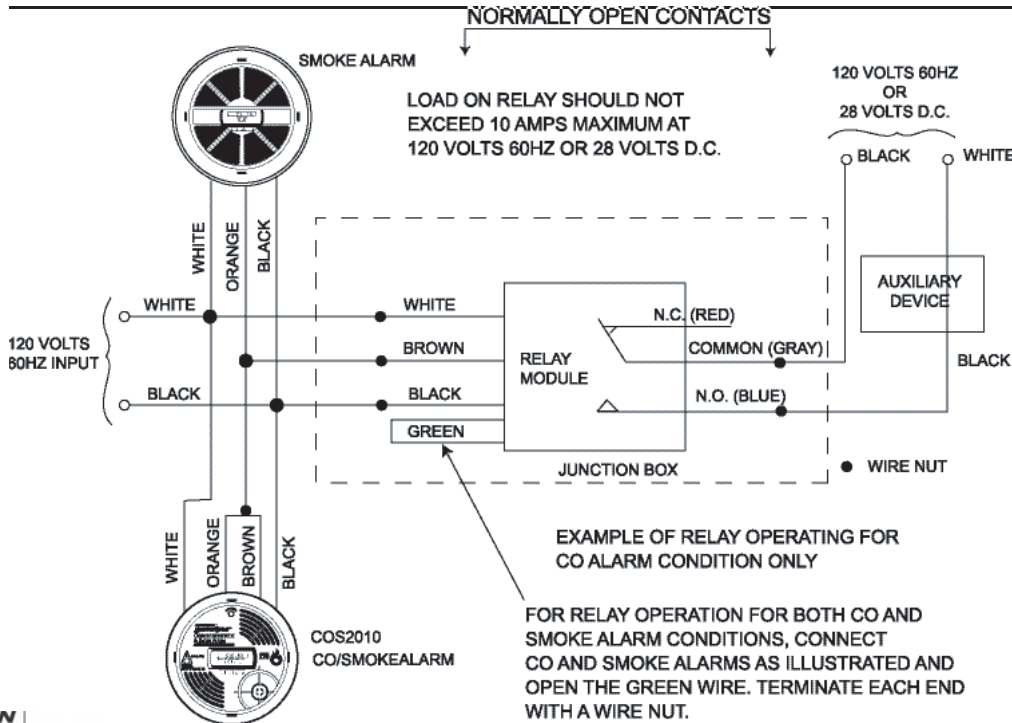 NORMALLY OPEN CONTACTS
SMOKE ALARM
LOAD ON RELAY SHOULD NOT
EXCEED 10 AMPS MAXIMUM AT
120 VOLTS 60HZ OR 28 VOLTS D.C.
120 VOLTS 60HZ
OR
28 VOLTS D.C.
BLACK
WHITE
WHITE
ORANGE
BLACK
AUXILIARY
DEVICE
BLACK
120 VOLTS
60HZ INPUT
WHITE
BLACK
WHITE
BROWN
BLACK
GREEN
RELAY
MODULE
N.C. (RED)
COMMON (GRAY)
N.O. (BLUE)
JUNCTION BOX
WIRE NUT
WHITE
ORANGE
BROWN
BLACK
EXAMPLE OF RELAY OPERATING FOR
CO ALARM CONDITION ONLY
COS2010
CO/SMOKEALARM
FOR RELAY OPERATION FOR BOTH CO AND
SMOKE ALARM CONDITIONS, CONNECT
CO AND SMOKE ALARMS AS ILLUSTRATED AND
OPEN THE GREEN WIRE. TERMINATE EACH END
WITH A WIRE NUT.